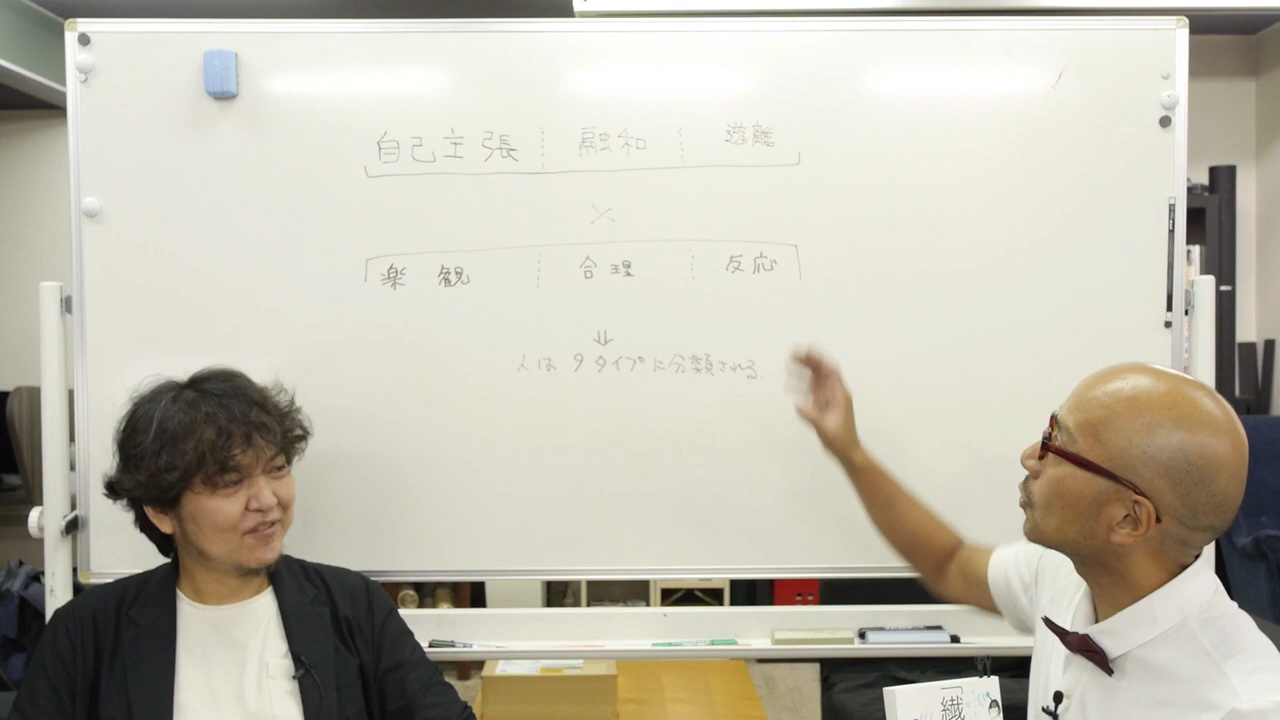 自己主張 融和 遊離
×
楽観 合理 反応
⇓
人は9タイプに分類される.
「繊